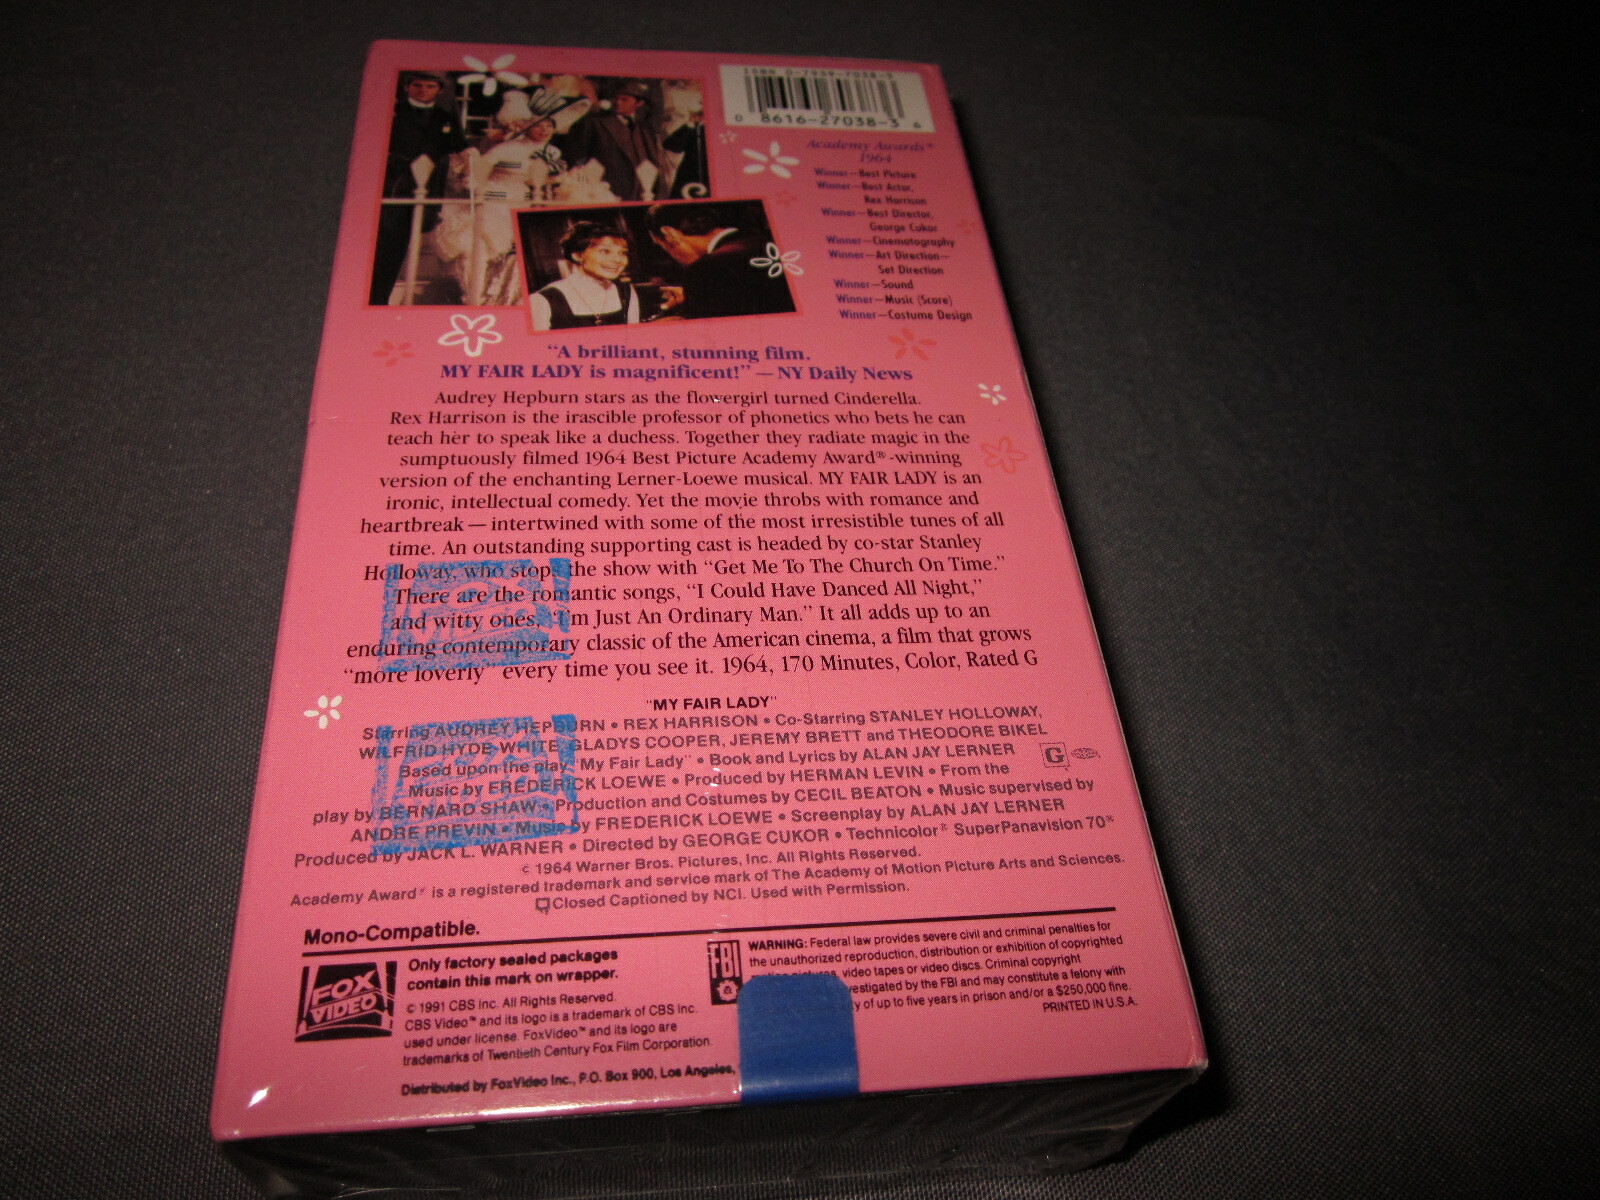 ISBN 0-7939-7038-5
0 8616-27038-3 6
Academy Awards®
1964
Winner—Best Picture
Winner—Best Actor,
Rex Harrison
Winner—Best Director,
George Cukor
Winner—Cinematography
Winner—Art Direction—
Set Direction
Winner—Sound
Winner—Music (Score)
Winner—Costume Design
“A brilliant, stunning film.
MY FAIR LADY is magnificent!” — NY Daily News
Audrey Hepburn stars as the flowergirl turned Cinderella.
Rex Harrison is the irascible professor of phonetics who bets he can
teach her to speak like a duchess. Together they radiate magic in the
sumptuously filmed 1964 Best Picture Academy Award®-winning
version of the enchanting Lerner-Loewe musical. MY FAIR LADY is an
ironic, intellectual comedy. Yet the movie throbs with romance and
heartbreak — intertwined with some of the most irresistible tunes of all
time. An outstanding supporting cast is headed by co-star Stanley
Holloway, who stops the show with “Get Me To The Church On Time.”
There are the romantic songs, “I Could Have Danced All Night,”
and witty ones, “I’m Just An Ordinary Man.” It all adds up to an
enduring contemporary classic of the American cinema, a film that grows
“more loverly” every time you see it. 1964, 170 Minutes, Color, Rated G
"MY FAIR LADY"
Starring AUDREY HEPBURN • REX HARRISON • Co-Starring STANLEY HOLLOWAY,
WILFRID HYDE-WHITE, GLADYS COOPER, JEREMY BRETT and THEODORE BIKEL
Based upon the play "My Fair Lady" • Book and Lyrics by ALAN JAY LERNER
G
Music by FREDERICK LOEWE • Produced by HERMAN LEVIN • From the
play by BERNARD SHAW • Production and Costumes by CECIL BEATON • Music supervised by
ANDRE PREVIN • Music by FREDERICK LOEWE • Screenplay by ALAN JAY LERNER
Produced by JACK L. WARNER • Directed by GEORGE CUKOR • Technicolor® SuperPanavision 70®
© 1964 Warner Bros. Pictures, Inc. All Rights Reserved.
Academy Award® is a registered trademark and service mark of The Academy of Motion Picture Arts and Sciences.
Closed Captioned by NCI. Used with Permission.
Mono-Compatible.
FOX
VIDEO
Only factory sealed packages
contain this mark on wrapper.
© 1991 CBS Inc. All Rights Reserved.
CBS Video™ and its logo is a trademark of CBS Inc.
used under license. FoxVideo™ and its logo are
trademarks of Twentieth Century Fox Film Corporation.
Distributed by FoxVideo Inc., P.O. Box 900, Los Angeles,
FBI
WARNING: Federal law provides severe civil and criminal penalties for
the unauthorized reproduction, distribution or exhibition of copyrighted
motion pictures, video tapes or video discs. Criminal copyright
vestigated by the FBI and may constitute a felony with
ty of up to five years in prison and/or a $250,000 fine.
PRINTED IN U.S.A.